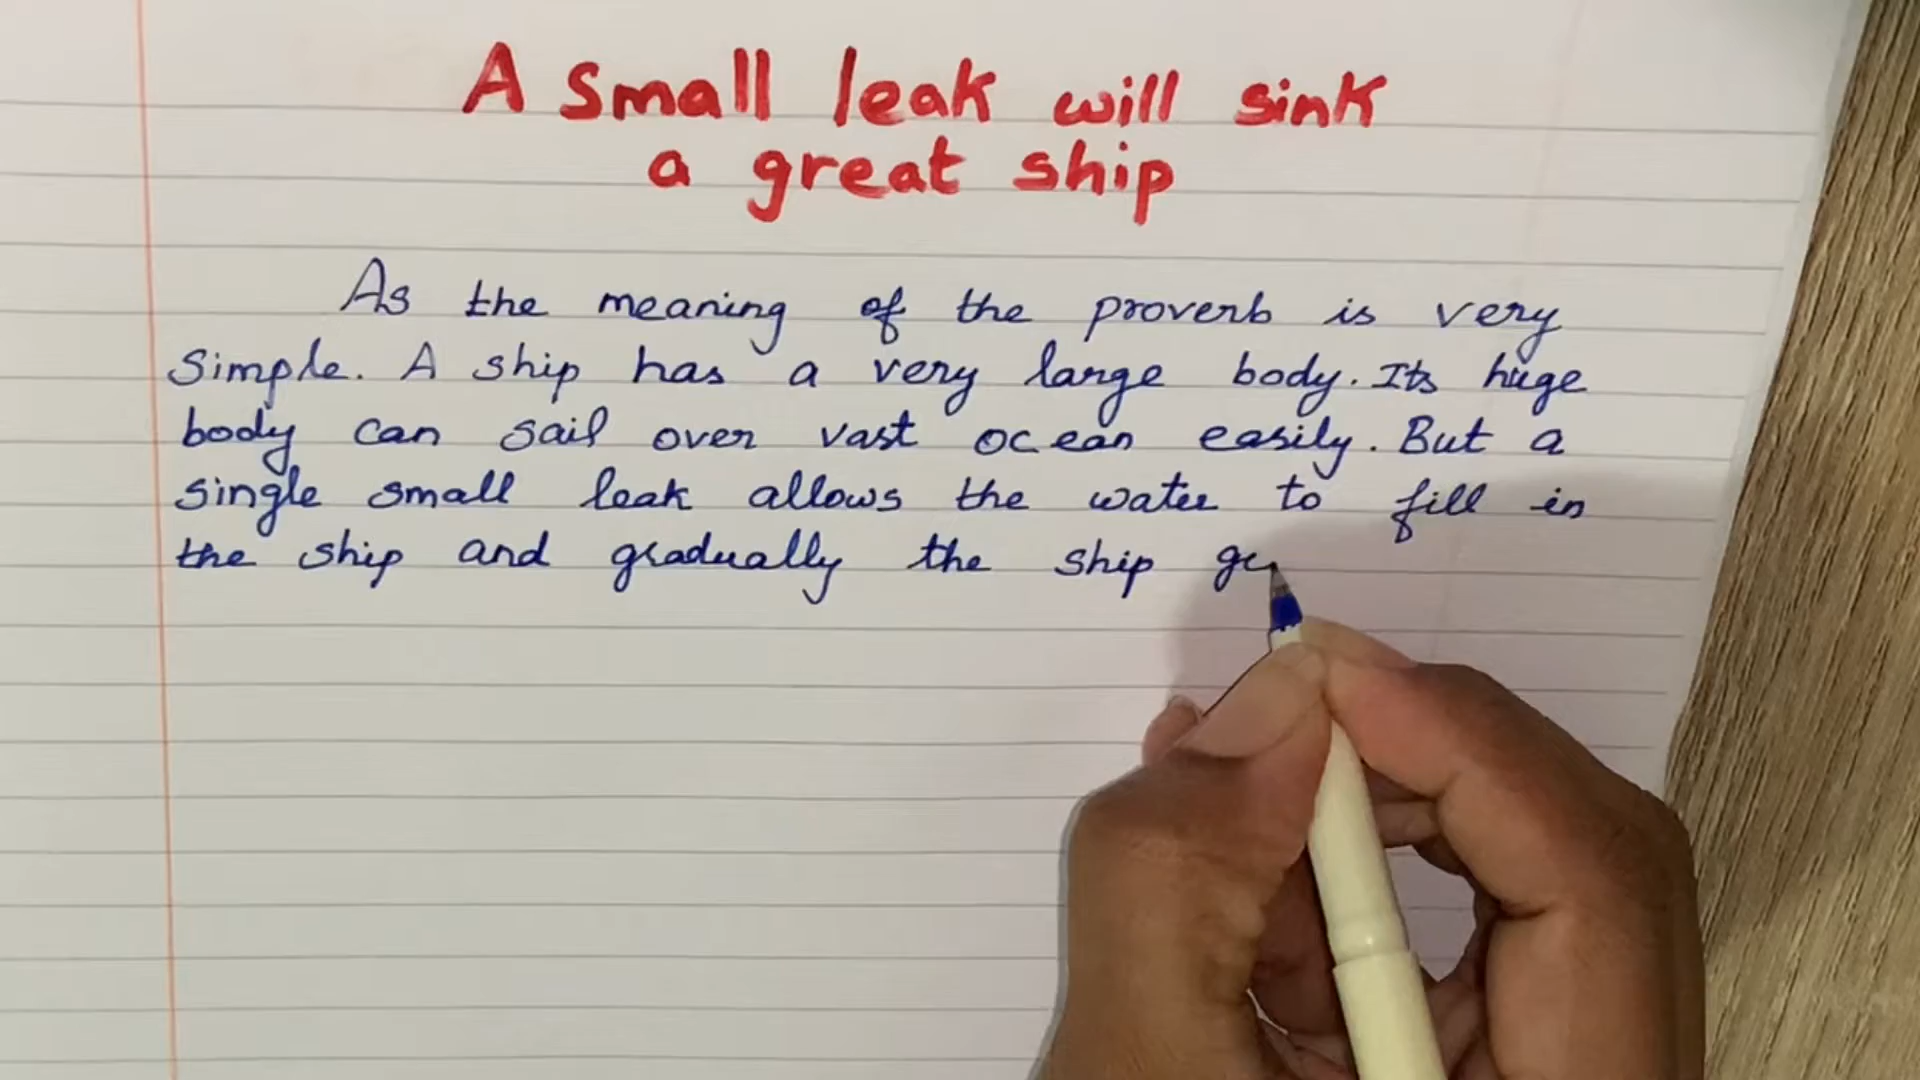 A small leak will sink
a great ship
As the meaning of the proverb is very
simple. A ship has a very large body. Its huge
body can sail over vast ocean easily. But a
single small leak allows the water to fill in
the ship and gradually the ship ge